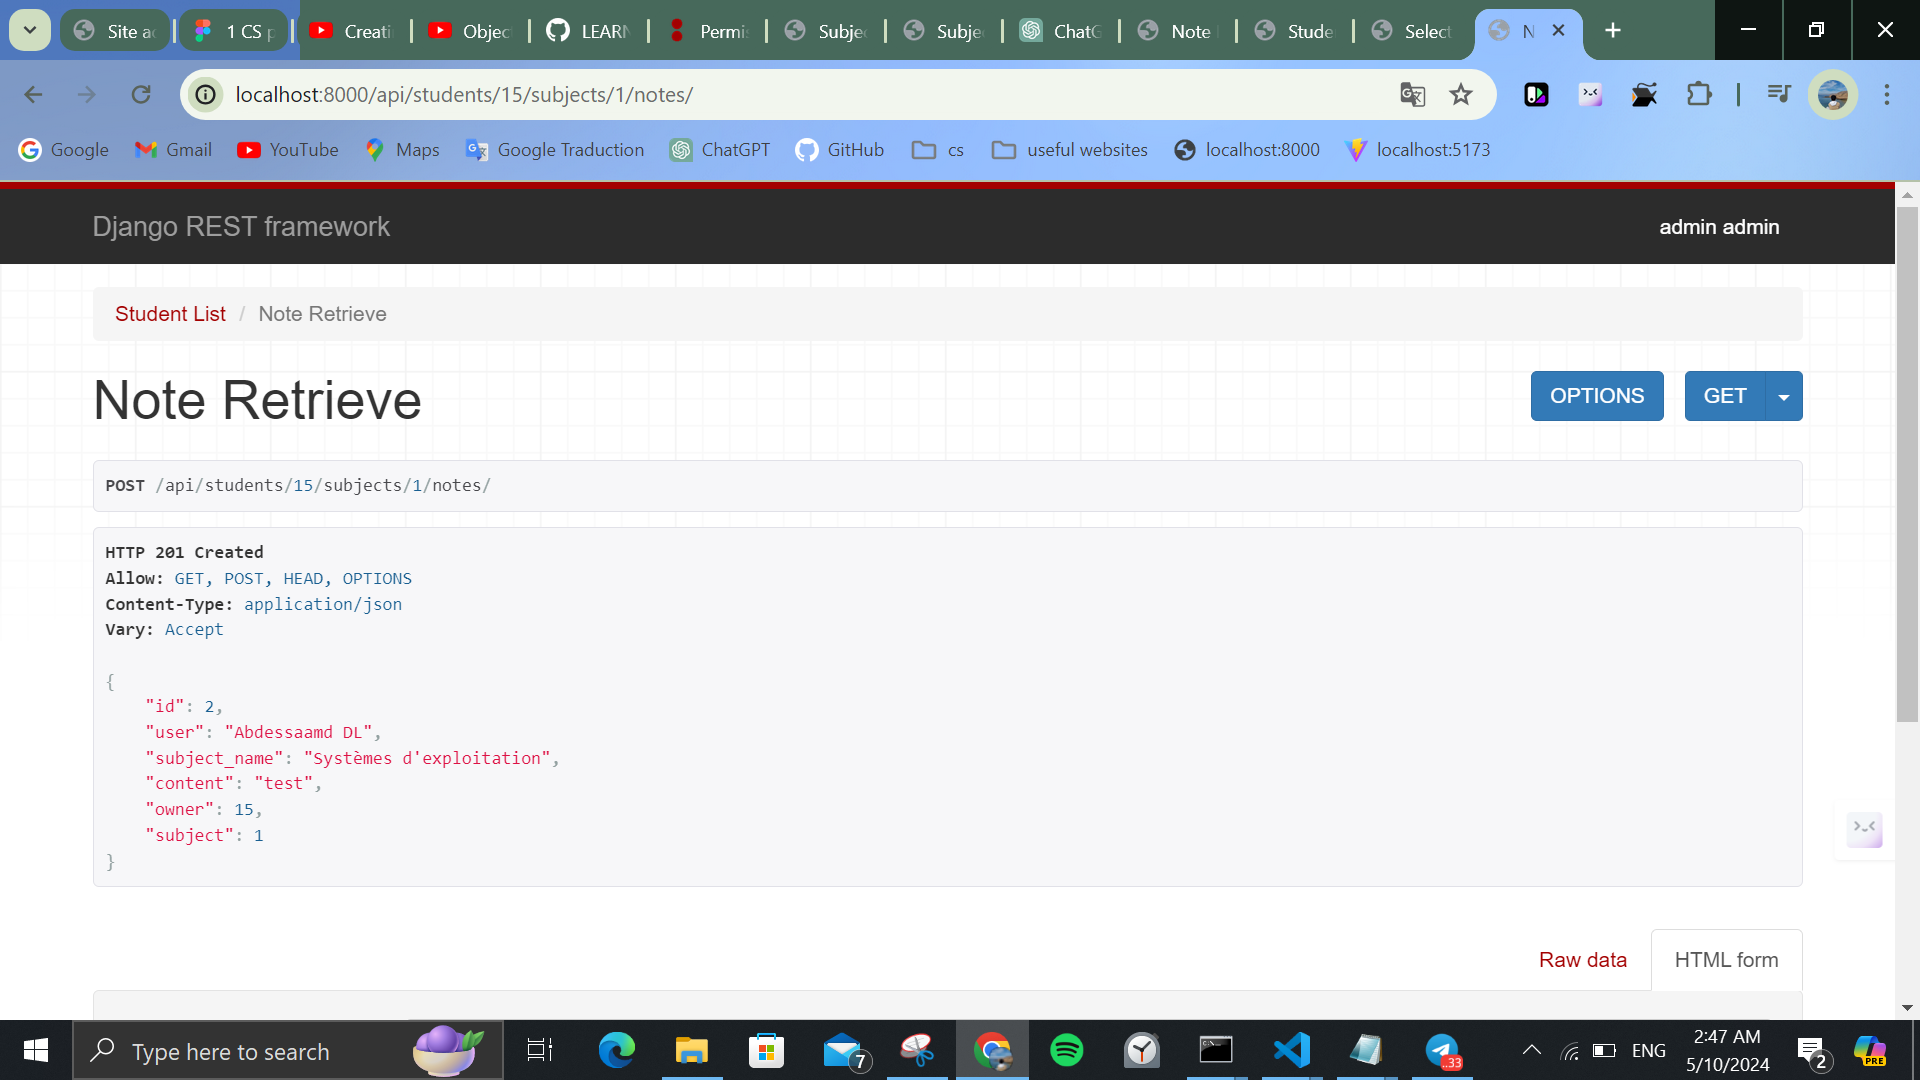 Site a
1 CS p
Creati
Objec
LEARN
Permis
Subje
Subje
ChatG
Note
Stude
Select
N
localhost:8000/api/students/15/subjects/1/notes/
Google Gmail YouTube Maps Google Traduction ChatGPT GitHub cs useful websites localhost:8000 localhost:5173
Django REST framework
admin admin
Student List / Note Retrieve
Note Retrieve
OPTIONS
GET
POST /api/students/15/subjects/1/notes/
HTTP 201 Created
Allow: GET, POST, HEAD, OPTIONS
Content-Type: application/json
Vary: Accept
{
"id": 2,
"user": "Abdessaamd DL",
"subject_name": "Systèmes d'exploitation",
"content": "test",
"owner": 15,
"subject": 1
}
Raw data
HTML form
Type here to search
7
.33
ENG
2:47 AM
5/10/2024
2
PRE